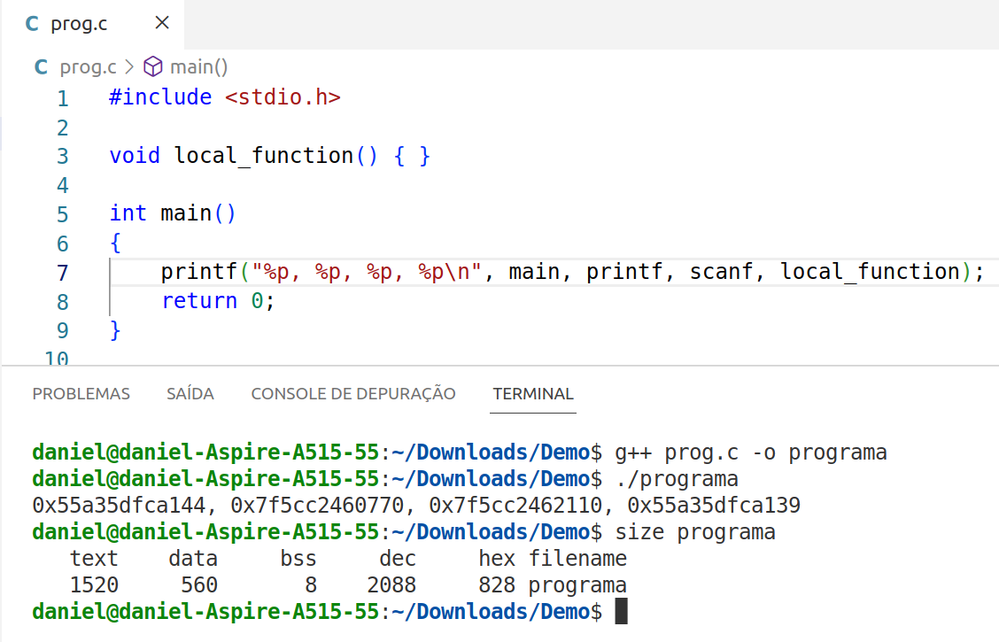 C prog.c ×
C prog.c > main()
1 #include <stdio.h>
2
3 void local_function() { }
4
5 int main()
6 {
7     printf("%p, %p, %p, %p\n", main, printf, scanf, local_function);
8     return 0;
9 }
10
PROBLEMAS SAÍDA CONSOLE DE DEPURAÇÃO TERMINAL
daniel@daniel-Aspire-A515-55:~/Downloads/Demo$ g++ prog.c -o programa
daniel@daniel-Aspire-A515-55:~/Downloads/Demo$ ./programa
0x55a35dfca144, 0x7f5cc2460770, 0x7f5cc2462110, 0x55a35dfca139
daniel@daniel-Aspire-A515-55:~/Downloads/Demo$ size programa
   text    data     bss     dec     hex filename
   1520     560       8    2088     828 programa
daniel@daniel-Aspire-A515-55:~/Downloads/Demo$